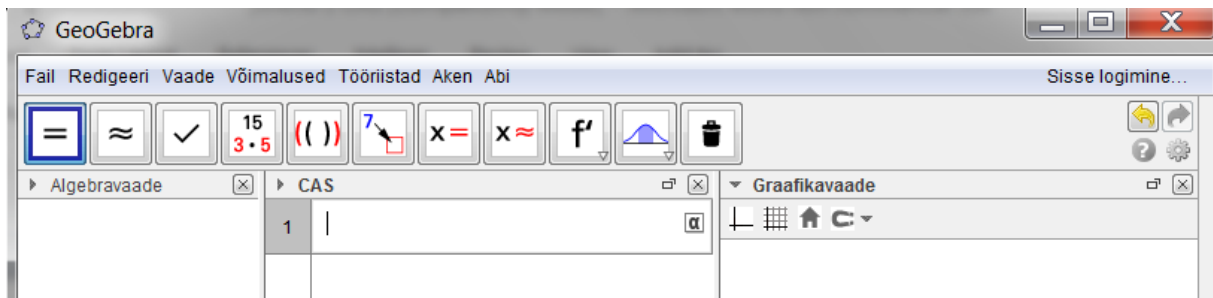 GeoGebra
Fail Redigeeri Vaade Võimalused Tööriistad Aken Abi Sisse logimine...
= ≈ ✓ 15 3·5 (( )) 7 x= x≈ f′
Algebravaade CAS Graafikavaade
1 α